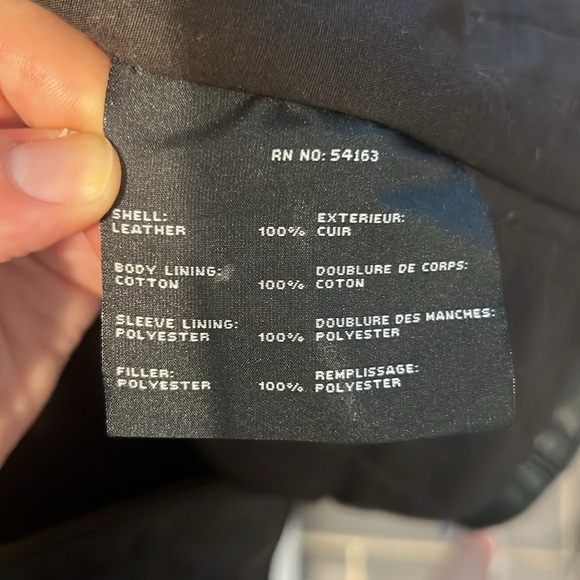 RN NO: 54163
SHELL: EXTERIEUR:
LEATHER 100% CUIR
BODY LINING: DOUBLURE DE CORPS:
COTTON 100% COTON
SLEEVE LINING: DOUBLURE DES MANCHES:
POLYESTER 100% POLYESTER
FILLER: REMPLISSAGE:
POLYESTER 100% POLYESTER